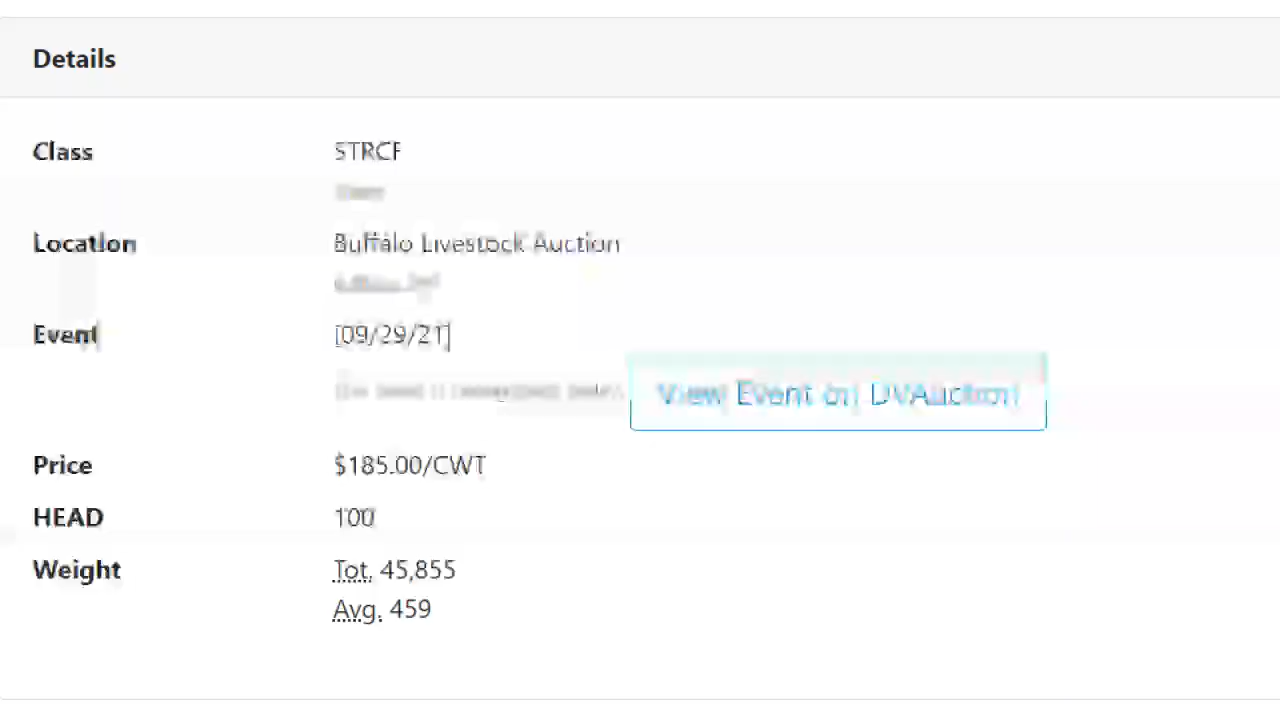 Details
Class STRCF
Location Buffalo Livestock Auction
Event [09/29/21]
View Event on DVAuction
Price $185.00/CWT
HEAD 100
Weight Tot. 45,855
Avg. 459